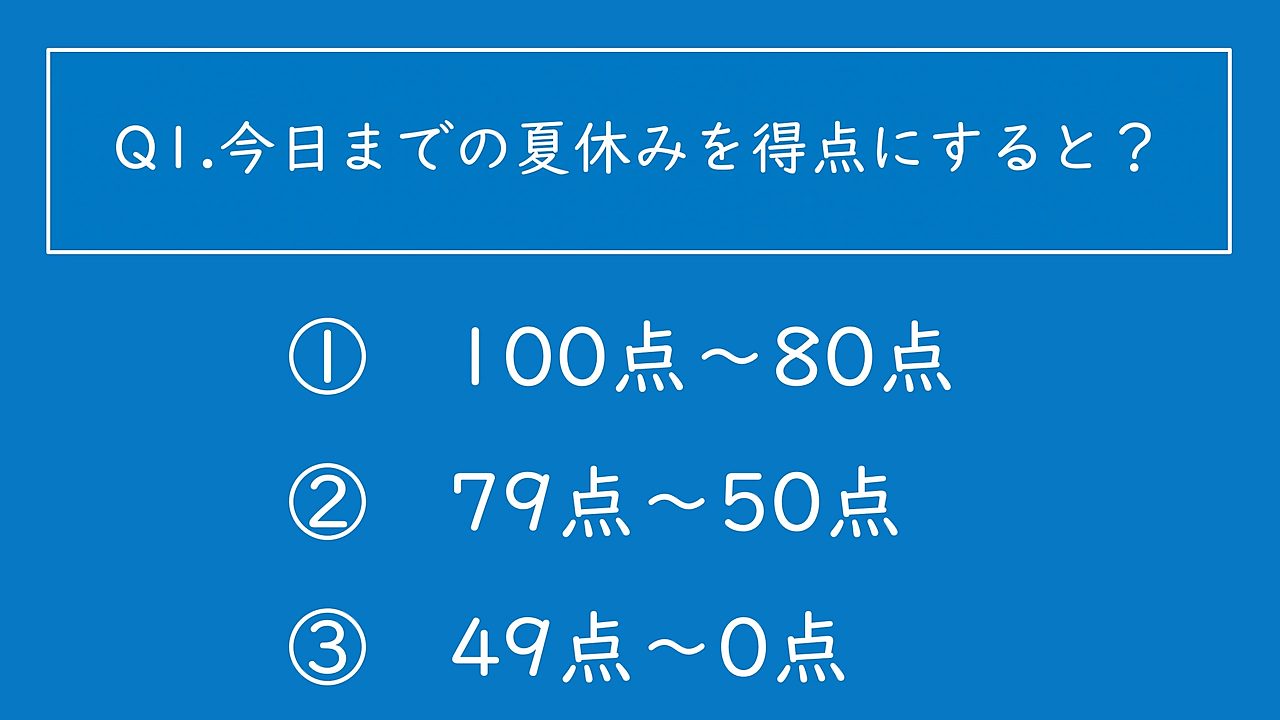 Q1.今日までの夏休みを得点にすると？
① 100点～80点
② 79点～50点
③ 49点～0点